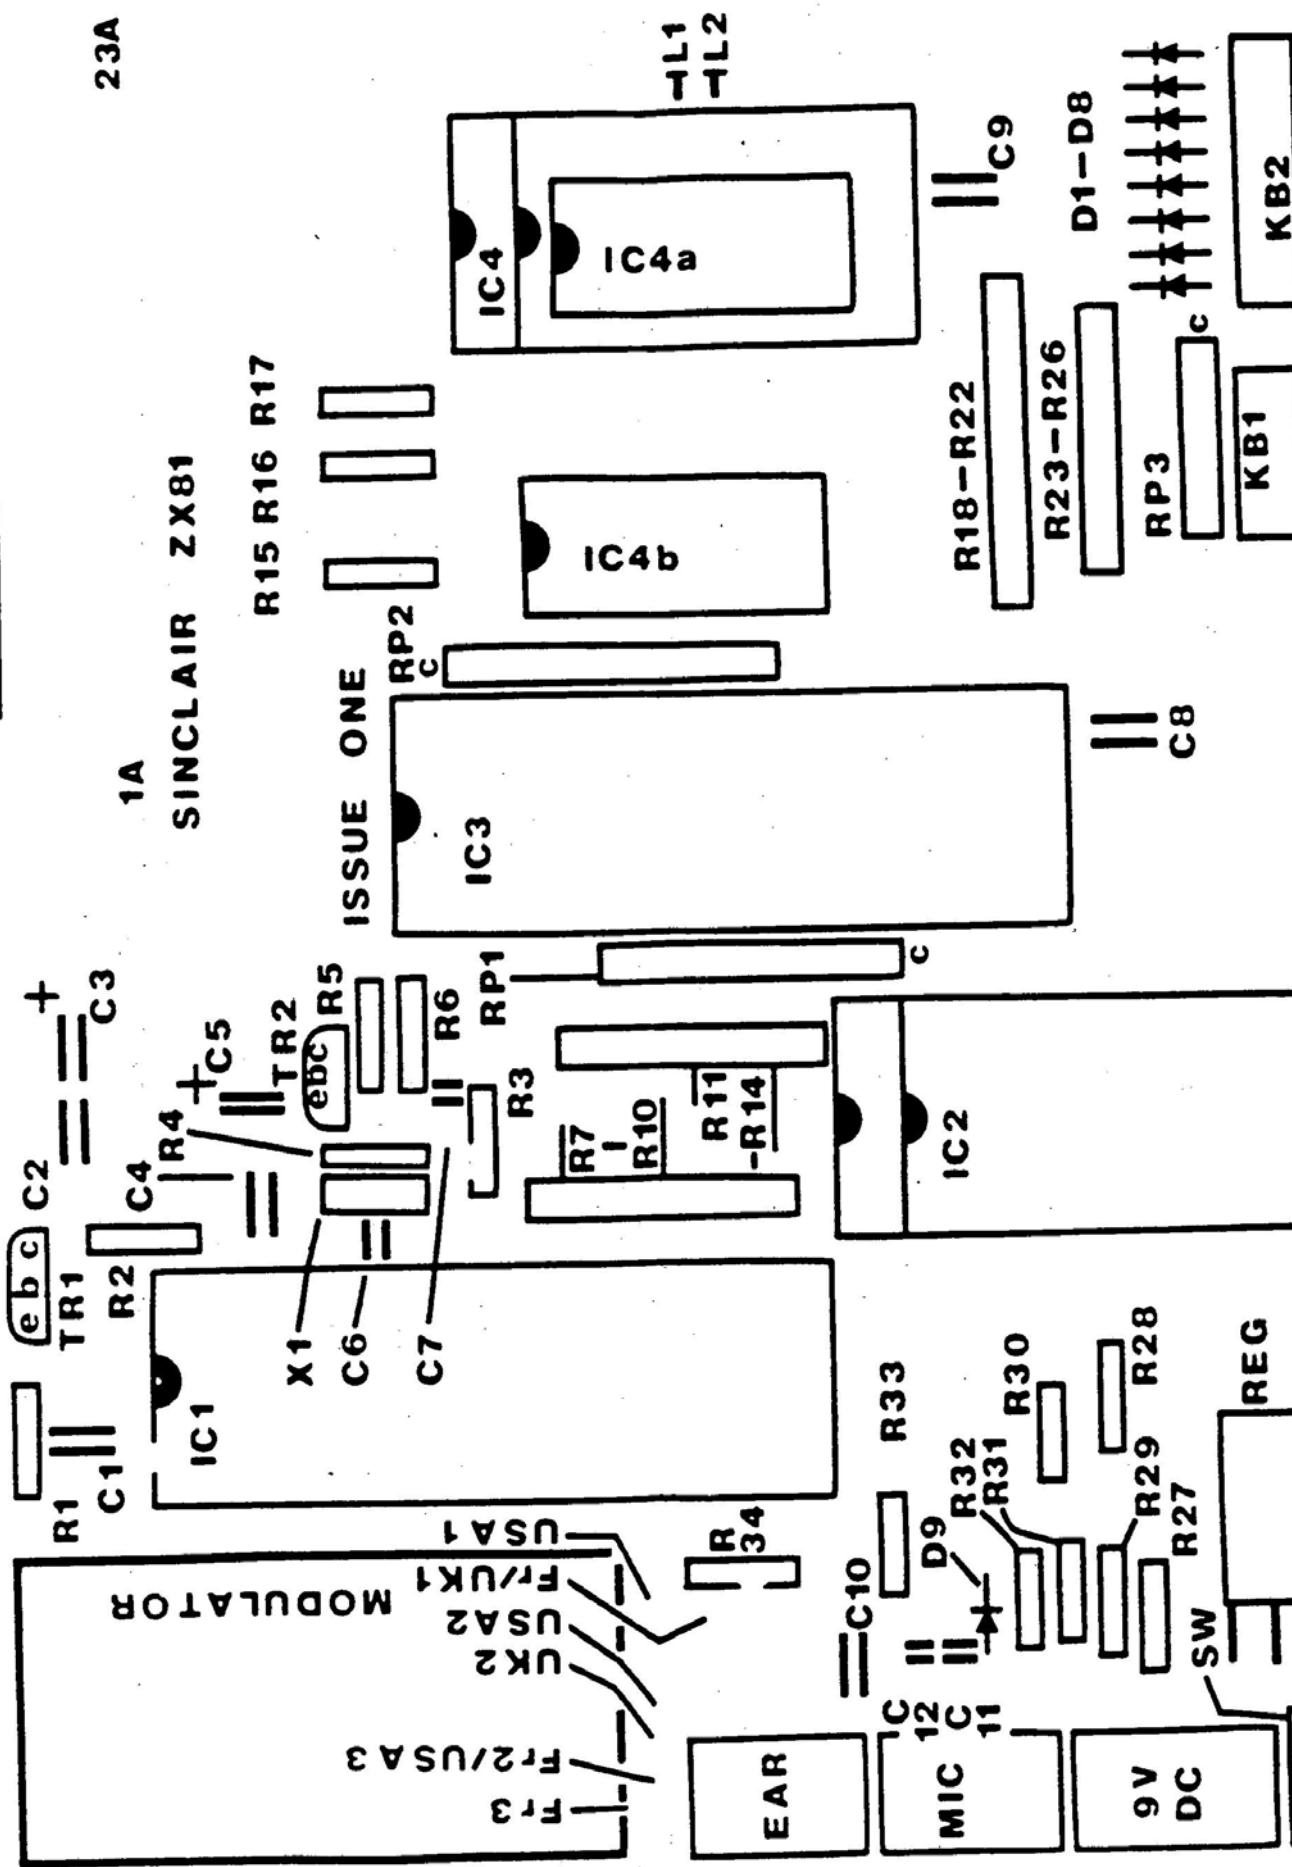 23A
1A
SINCLAIR ZX81
ISSUE ONE
R15 R16 R17
L1
L2
IC4
IC4a
C9
D1–D8
KB2
R18–R22
R23–R26
RP3
c
KB1
IC4b
RP2
c
IC3
C8
C3
+
C5
+
TR2
ebc
R5
R6
RP1
c
R3
R4
C2
C4
ebc
TR1
R2
X1
C6
C7
R7
–
R10
R11
–R14
IC2
R1
C1
IC1
MODULATOR
USA1
Fr/UK1
USA2
UK2
Fr2/USA3
Fr3
R
34
R33
R30
R28
REG
R32
R31
D9
R29
R27
C10
SW
C
12
C
11
EAR
MIC
9V
DC